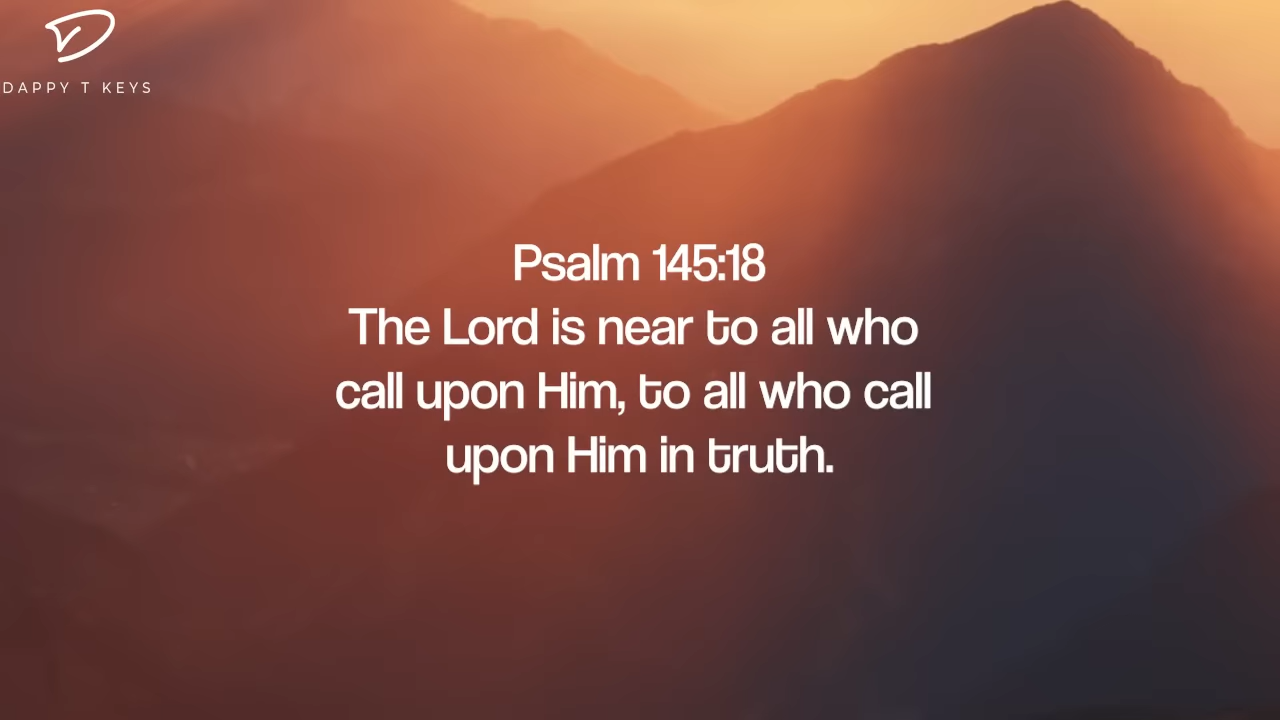 DAPPY T KEYS
Psalm 145:18
The Lord is near to all who
call upon Him, to all who call
upon Him in truth.